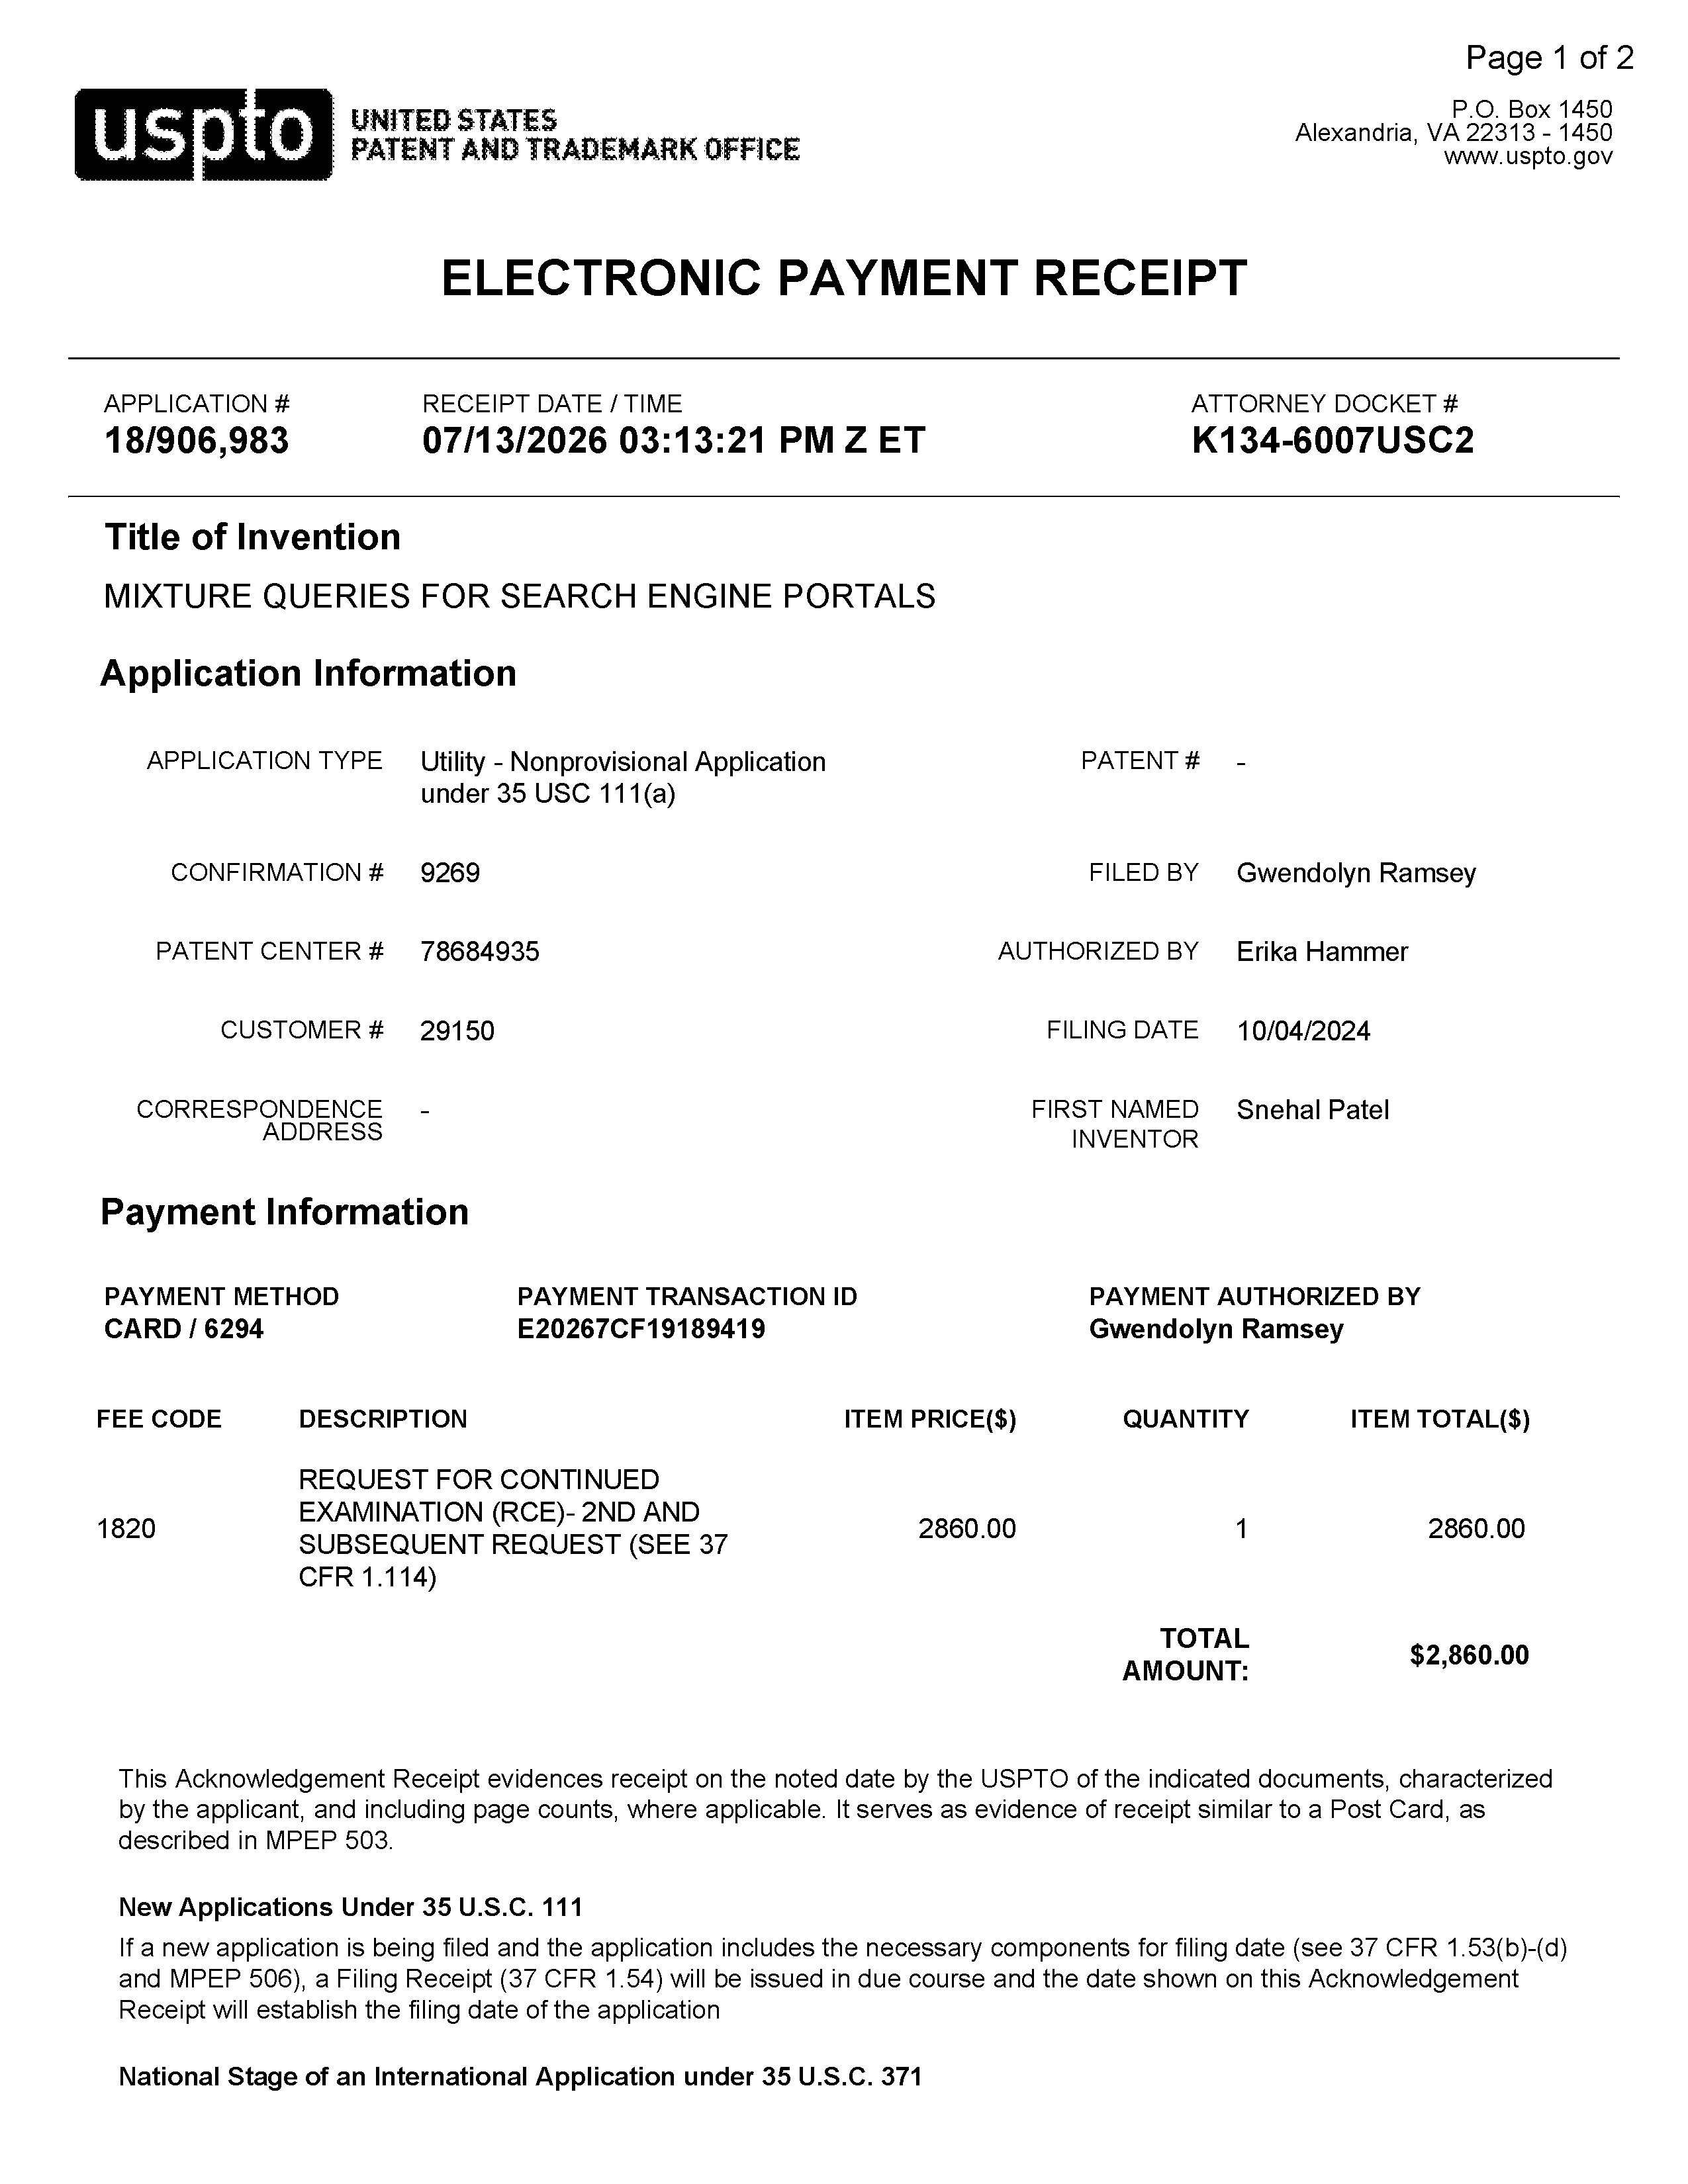 Page 1 of 2
uspto
UNITED STATES
PATENT AND TRADEMARK OFFICE
P.O. Box 1450
Alexandria, VA 22313 - 1450
www.uspto.gov
ELECTRONIC PAYMENT RECEIPT
APPLICATION # RECEIPT DATE / TIME ATTORNEY DOCKET #
18/906,983 07/13/2026 03:13:21 PM Z ET K134-6007USC2
Title of Invention
MIXTURE QUERIES FOR SEARCH ENGINE PORTALS
Application Information
APPLICATION TYPE Utility - Nonprovisional Application PATENT # -
under 35 USC 111(a)
CONFIRMATION # 9269 FILED BY Gwendolyn Ramsey
PATENT CENTER # 78684935 AUTHORIZED BY Erika Hammer
CUSTOMER # 29150 FILING DATE 10/04/2024
CORRESPONDENCE - FIRST NAMED Snehal Patel
ADDRESS INVENTOR
Payment Information
PAYMENT METHOD PAYMENT TRANSACTION ID PAYMENT AUTHORIZED BY
CARD / 6294 E20267CF19189419 Gwendolyn Ramsey
FEE CODE DESCRIPTION ITEM PRICE($) QUANTITY ITEM TOTAL($)
REQUEST FOR CONTINUED
EXAMINATION (RCE)- 2ND AND
1820 2860.00 1 2860.00
SUBSEQUENT REQUEST (SEE 37
CFR 1.114)
TOTAL
AMOUNT: $2,860.00
This Acknowledgement Receipt evidences receipt on the noted date by the USPTO of the indicated documents, characterized
by the applicant, and including page counts, where applicable. It serves as evidence of receipt similar to a Post Card, as
described in MPEP 503.
New Applications Under 35 U.S.C. 111
If a new application is being filed and the application includes the necessary components for filing date (see 37 CFR 1.53(b)-(d)
and MPEP 506), a Filing Receipt (37 CFR 1.54) will be issued in due course and the date shown on this Acknowledgement
Receipt will establish the filing date of the application
National Stage of an International Application under 35 U.S.C. 371